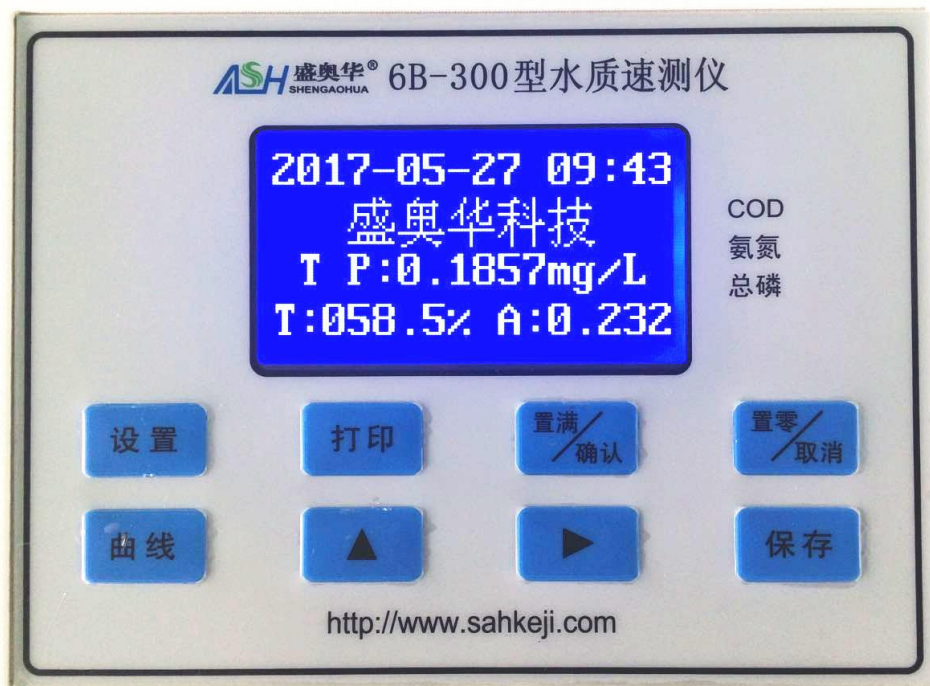 ASH 盛奥华® SHENGAOHUA 6B-300型水质速测仪
2017-05-27 09:43
盛奥华科技
T P:0.1857mg/L
T:058.5% A:0.232
COD
氨氮
总磷
设置 打印 置满/确认 置零/取消
曲线 ▲ ▶ 保存
http://www.sahkeji.com